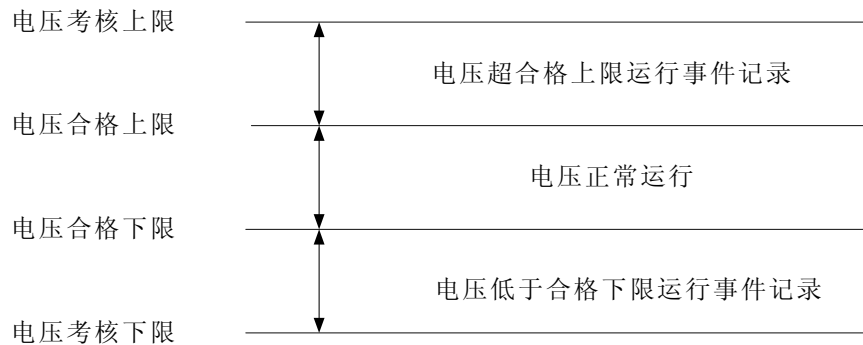 电压考核上限
电压超合格上限运行事件记录
电压合格上限
电压正常运行
电压合格下限
电压低于合格下限运行事件记录
电压考核下限